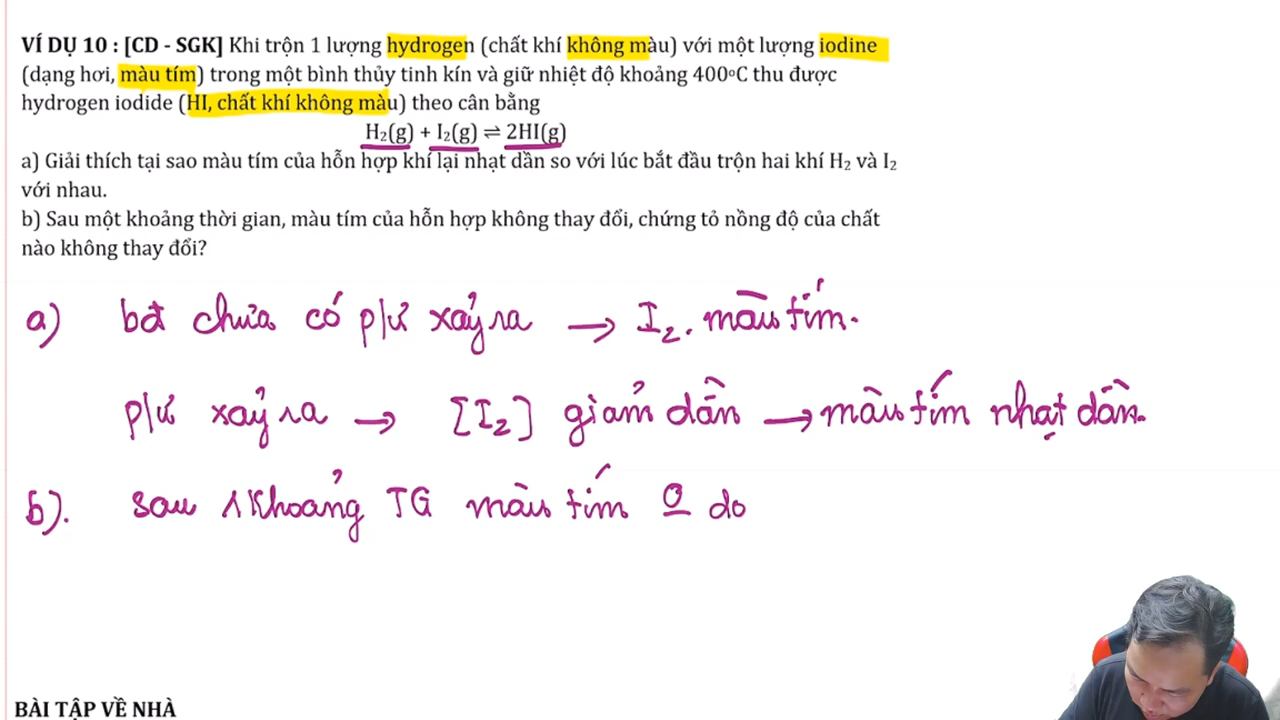 VÍ DỤ 10 : [CD - SGK] Khi trộn 1 lượng hydrogen (chất khí không màu) với một lượng iodine
(dạng hơi, màu tím) trong một bình thủy tinh kín và giữ nhiệt độ khoảng 400°C thu được
hydrogen iodide (HI, chất khí không màu) theo cân bằng
H₂(g) + I₂(g) ⇌ 2HI(g)
a) Giải thích tại sao màu tím của hỗn hợp khí lại nhạt dần so với lúc bắt đầu trộn hai khí H₂ và I₂
với nhau.
b) Sau một khoảng thời gian, màu tím của hỗn hợp không thay đổi, chứng tỏ nồng độ của chất
nào không thay đổi?
a) bđ chưa có p/ư xảy ra → I₂. màu tím.
p/ư xảy ra → [I₂] giảm dần → màu tím nhạt dần.
b). sau 1 khoảng TG màu tím do
BÀI TẬP VỀ NHÀ